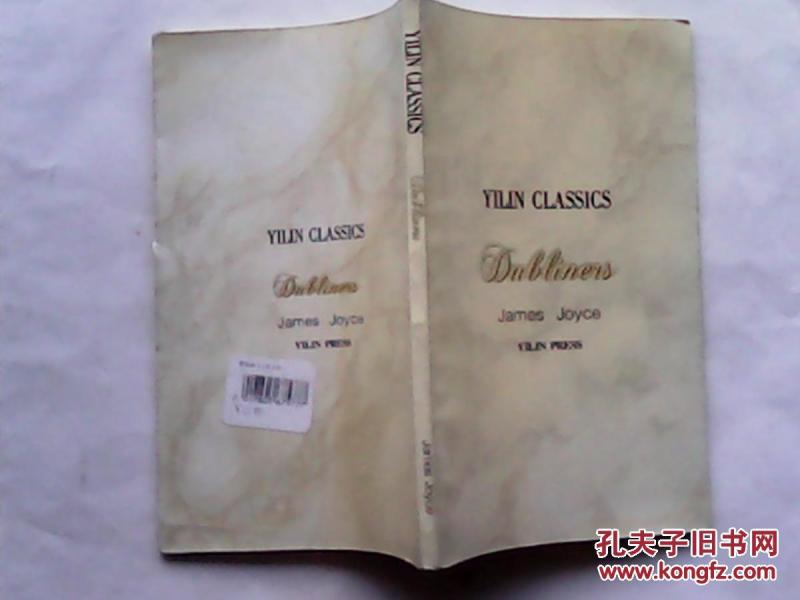 YILIN CLASSICS
Dubliners
James Joyce
YILIN PRESS
YILIN CLASSICS
Dubliners
James Joyce
YILIN CLASSICS
Dubliners
James Joyce
YILIN PRESS
孔夫子旧书网
www.kongfz.com